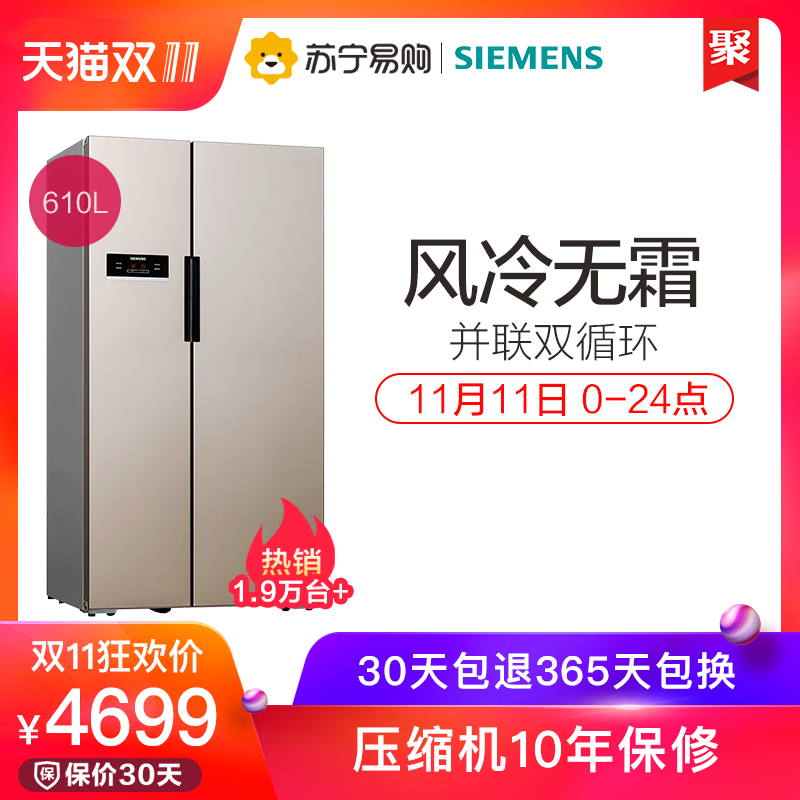 天猫双11
苏宁易购
SIEMENS
聚
610L
SIEMENS
风冷无霜
并联双循环
11月11日 0-24点
热销
1.9万台+
双11狂欢价
¥4699
保 保价30天
30天包退365天包换
压缩机10年保修